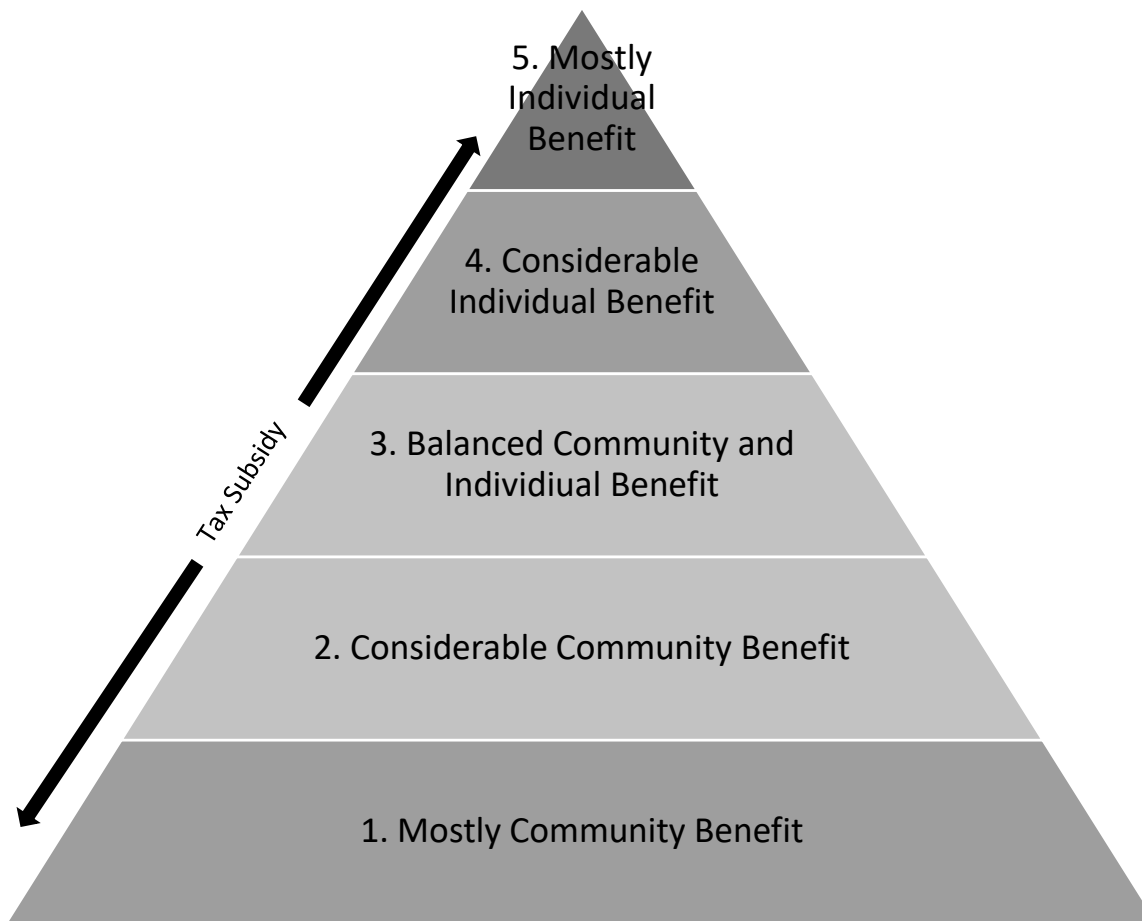 5. Mostly
Individual
Benefit
4. Considerable
Individual Benefit
Tax Subsidy
3. Balanced Community and
Individiual Benefit
2. Considerable Community Benefit
1. Mostly Community Benefit